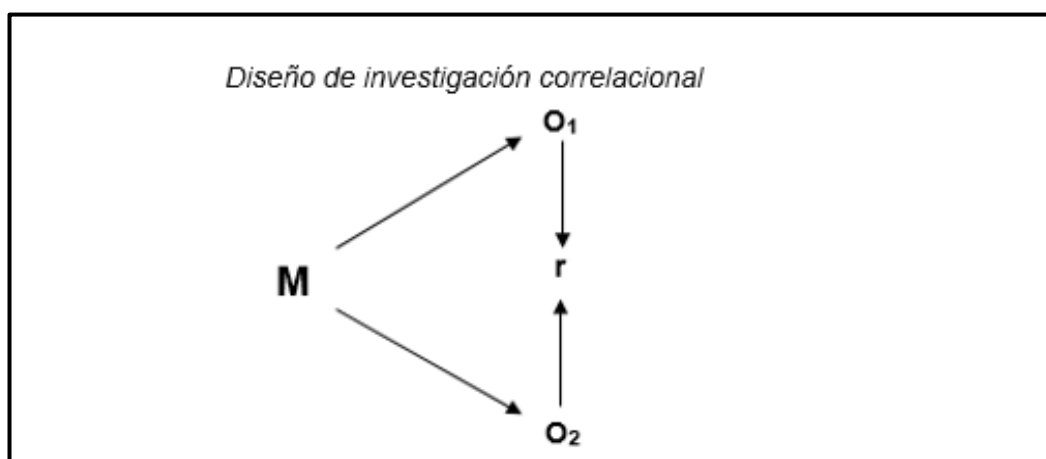 Diseño de investigación correlacional
O₁
r
M
O₂